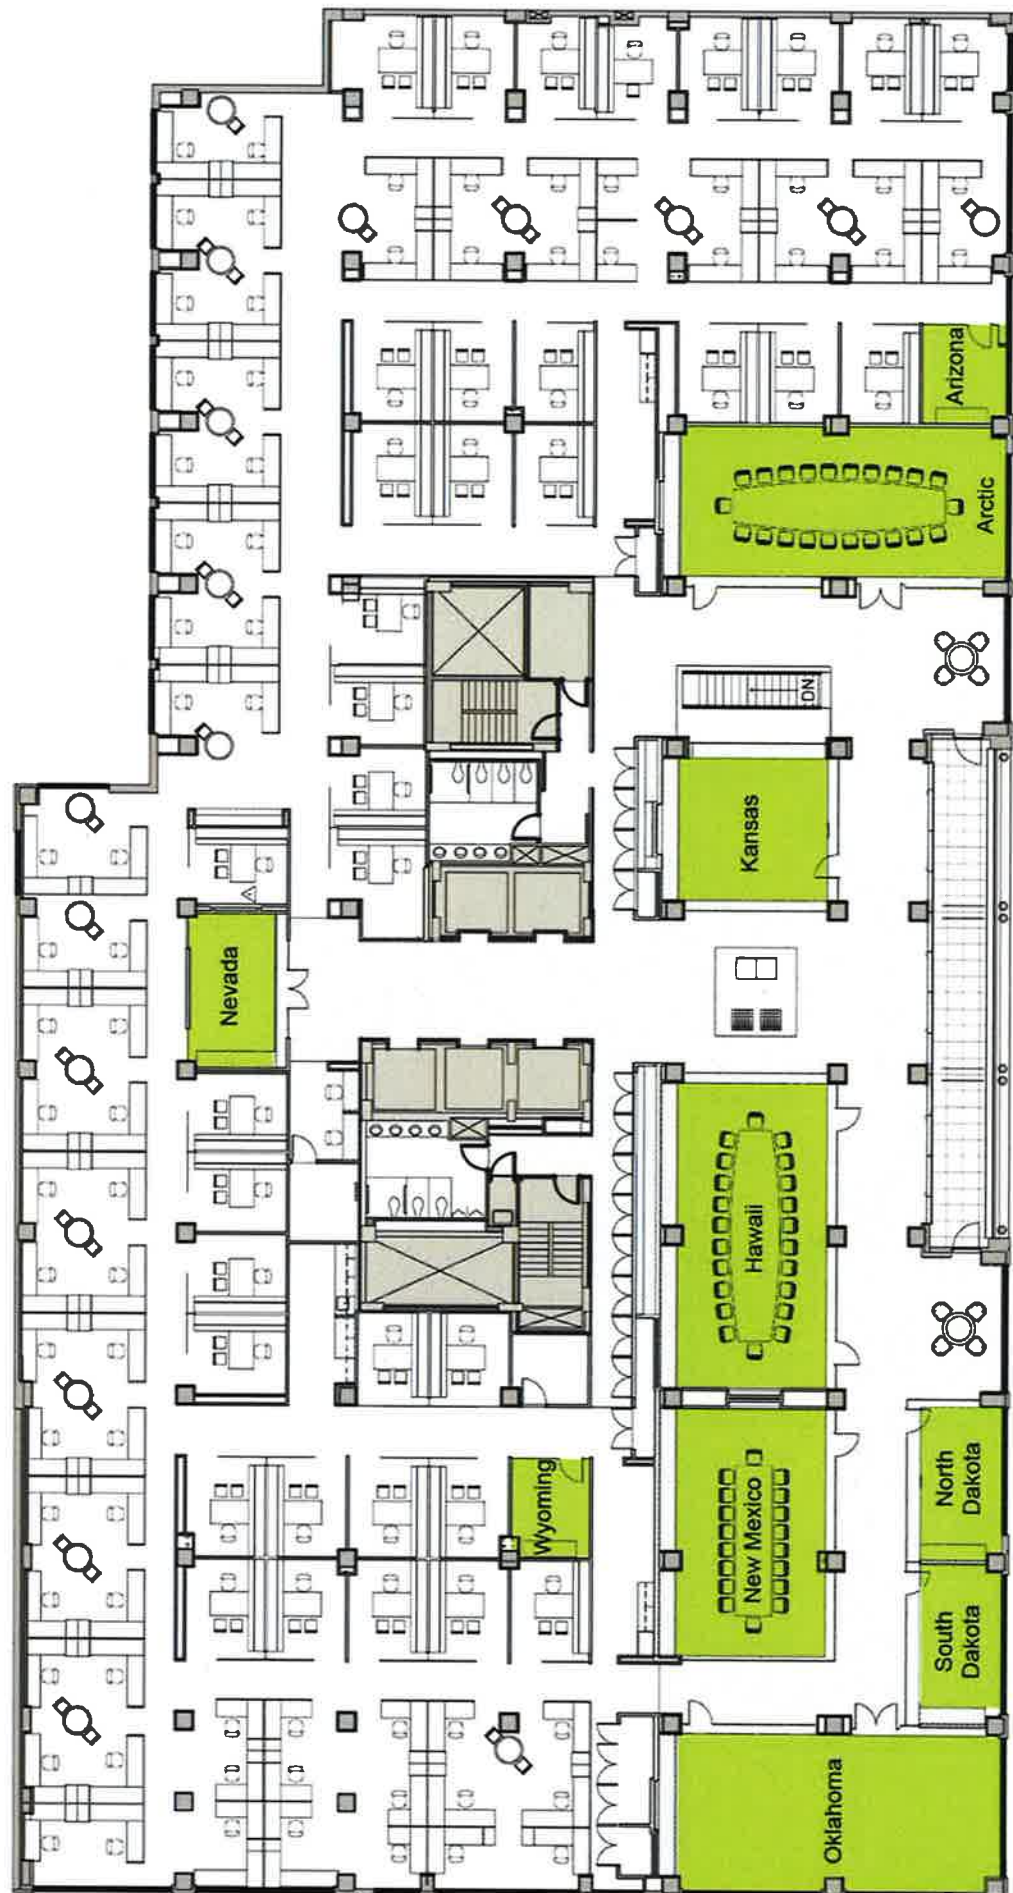 Nevada
Wyoming
Oklahoma
New Mexico
Hawaii
Kansas
DN
Arctic
Arizona
South
Dakota
North
Dakota